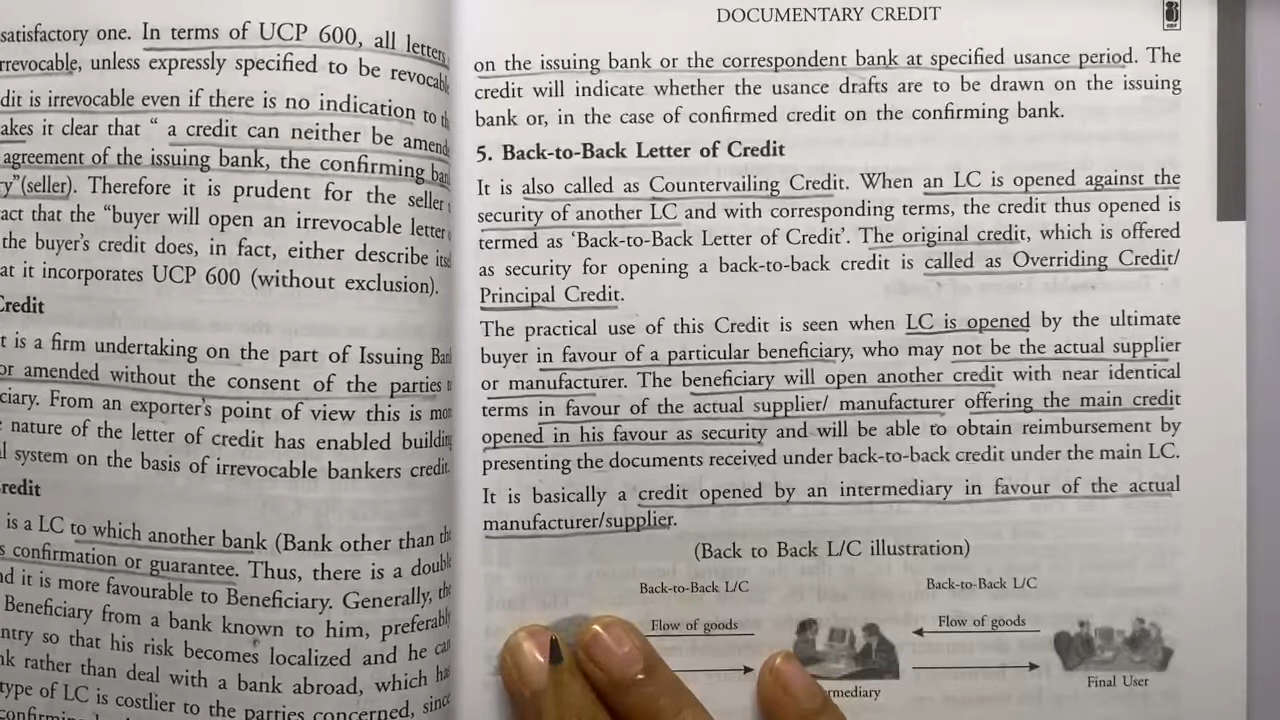 satisfactory one. In terms of UCP 600, all letters
rrevocable, unless expressly specified to be revocable
dit is irrevocable even if there is no indication to
akes it clear that “ a credit can neither be
agreement of the issuing bank, the confirming
y”(seller). Therefore it is prudent for the seller
act that the “buyer will open an irrevocable letter
the buyer's credit does, in fact, either describe
at it incorporates UCP 600 (without exclusion).
Credit
t is a firm undertaking on the part of Issuing
or amended without the consent of the parties
ciary. From an exporter's point of view this is
nature of the letter of credit has enabled
l system on the basis of irrevocable bankers credit.
redit
is a LC to which another bank (Bank other than the
s confirmation or guarantee. Thus, there is a
nd it is more favourable to Beneficiary. Generally, the
Beneficiary from a bank known to him,
ntry so that his risk becomes localized and he can
nk rather than deal with a bank abroad, which
type of LC is costlier to the parties concerned, since
DOCUMENTARY CREDIT
on the issuing bank or the correspondent bank at specified usance period. The
credit will indicate whether the usance drafts are to be drawn on the issuing
bank or, in the case of confirmed credit on the confirming bank.
5. Back-to-Back Letter of Credit
It is also called as Countervailing Credit. When an LC is opened against the
security of another LC and with corresponding terms, the credit thus opened is
termed as ‘Back-to-Back Letter of Credit’. The original credit, which is offered
as security for opening a back-to-back credit is called as Overriding Credit/
Principal Credit.
The practical use of this Credit is seen when LC is opened by the ultimate
buyer in favour of a particular beneficiary, who may not be the actual supplier
or manufacturer. The beneficiary will open another credit with near identical
terms in favour of the actual supplier/ manufacturer offering the main credit
opened in his favour as security and will be able to obtain reimbursement by
presenting the documents received under back-to-back credit under the main LC.
It is basically a credit opened by an intermediary in favour of the actual
manufacturer/supplier.
(Back to Back L/C illustration)
Back-to-Back L/C Back-to-Back L/C
Flow of goods Flow of goods
rmediary Final User